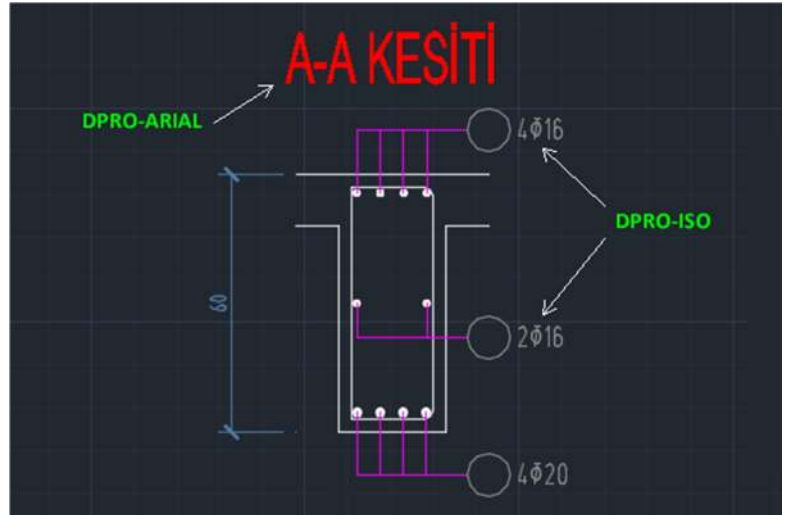 A-A KESİTİ
DPRO-ARIAL
4Φ16
DPRO-ISO
60
2Φ16
4Φ20